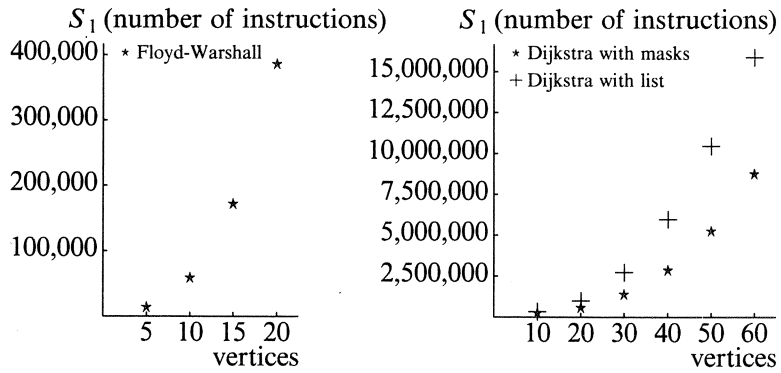 S1 (number of instructions)
400,000
Floyd-Warshall
300,000
200,000
100,000
5 10 15 20
vertices
S1 (number of instructions)
Dijkstra with masks
Dijkstra with list
15,000,000
12,500,000
10,000,000
7,500,000
5,000,000
2,500,000
10 20 30 40 50 60
vertices